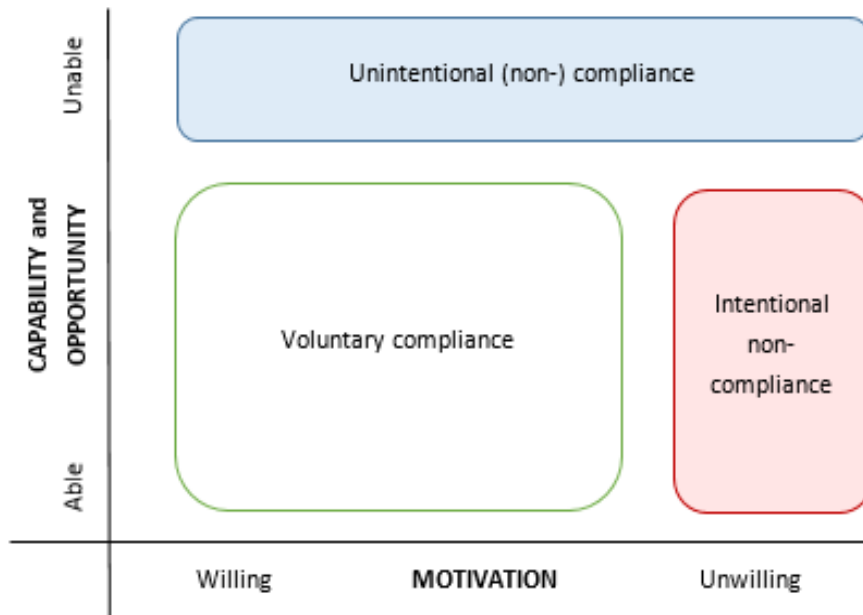 Unable
Unintentional (non-) compliance
CAPABILITY and
OPPORTUNITY
Voluntary compliance
Intentional
non-
compliance
Able
Willing
MOTIVATION
Unwilling